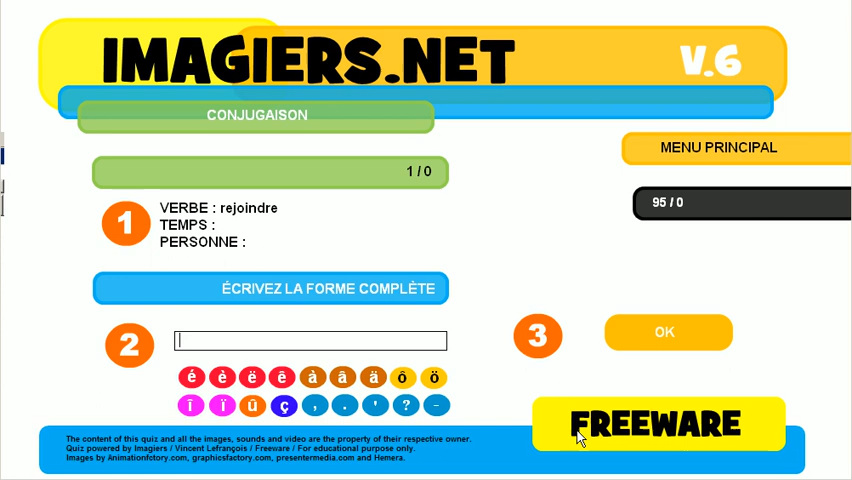 IMAGIERS.NET
V.6
CONJUGAISON
MENU PRINCIPAL
1 / 0
95 / 0
1
VERBE : rejoindre
TEMPS :
PERSONNE :
ÉCRIVEZ LA FORME COMPLÈTE
2
3
OK
é è ë ê à â ä ô ö
î ï û ç , . ' ? -
FREEWARE
The content of this quiz and all the images, sounds and video are the property of their respective owner.
Quiz powered by Imagiers / Vincent Lefrançois / Freeware / For educational purpose only.
Images by Animationfctory.com, graphicsfactory.com, presentermedia.com and Hemera.